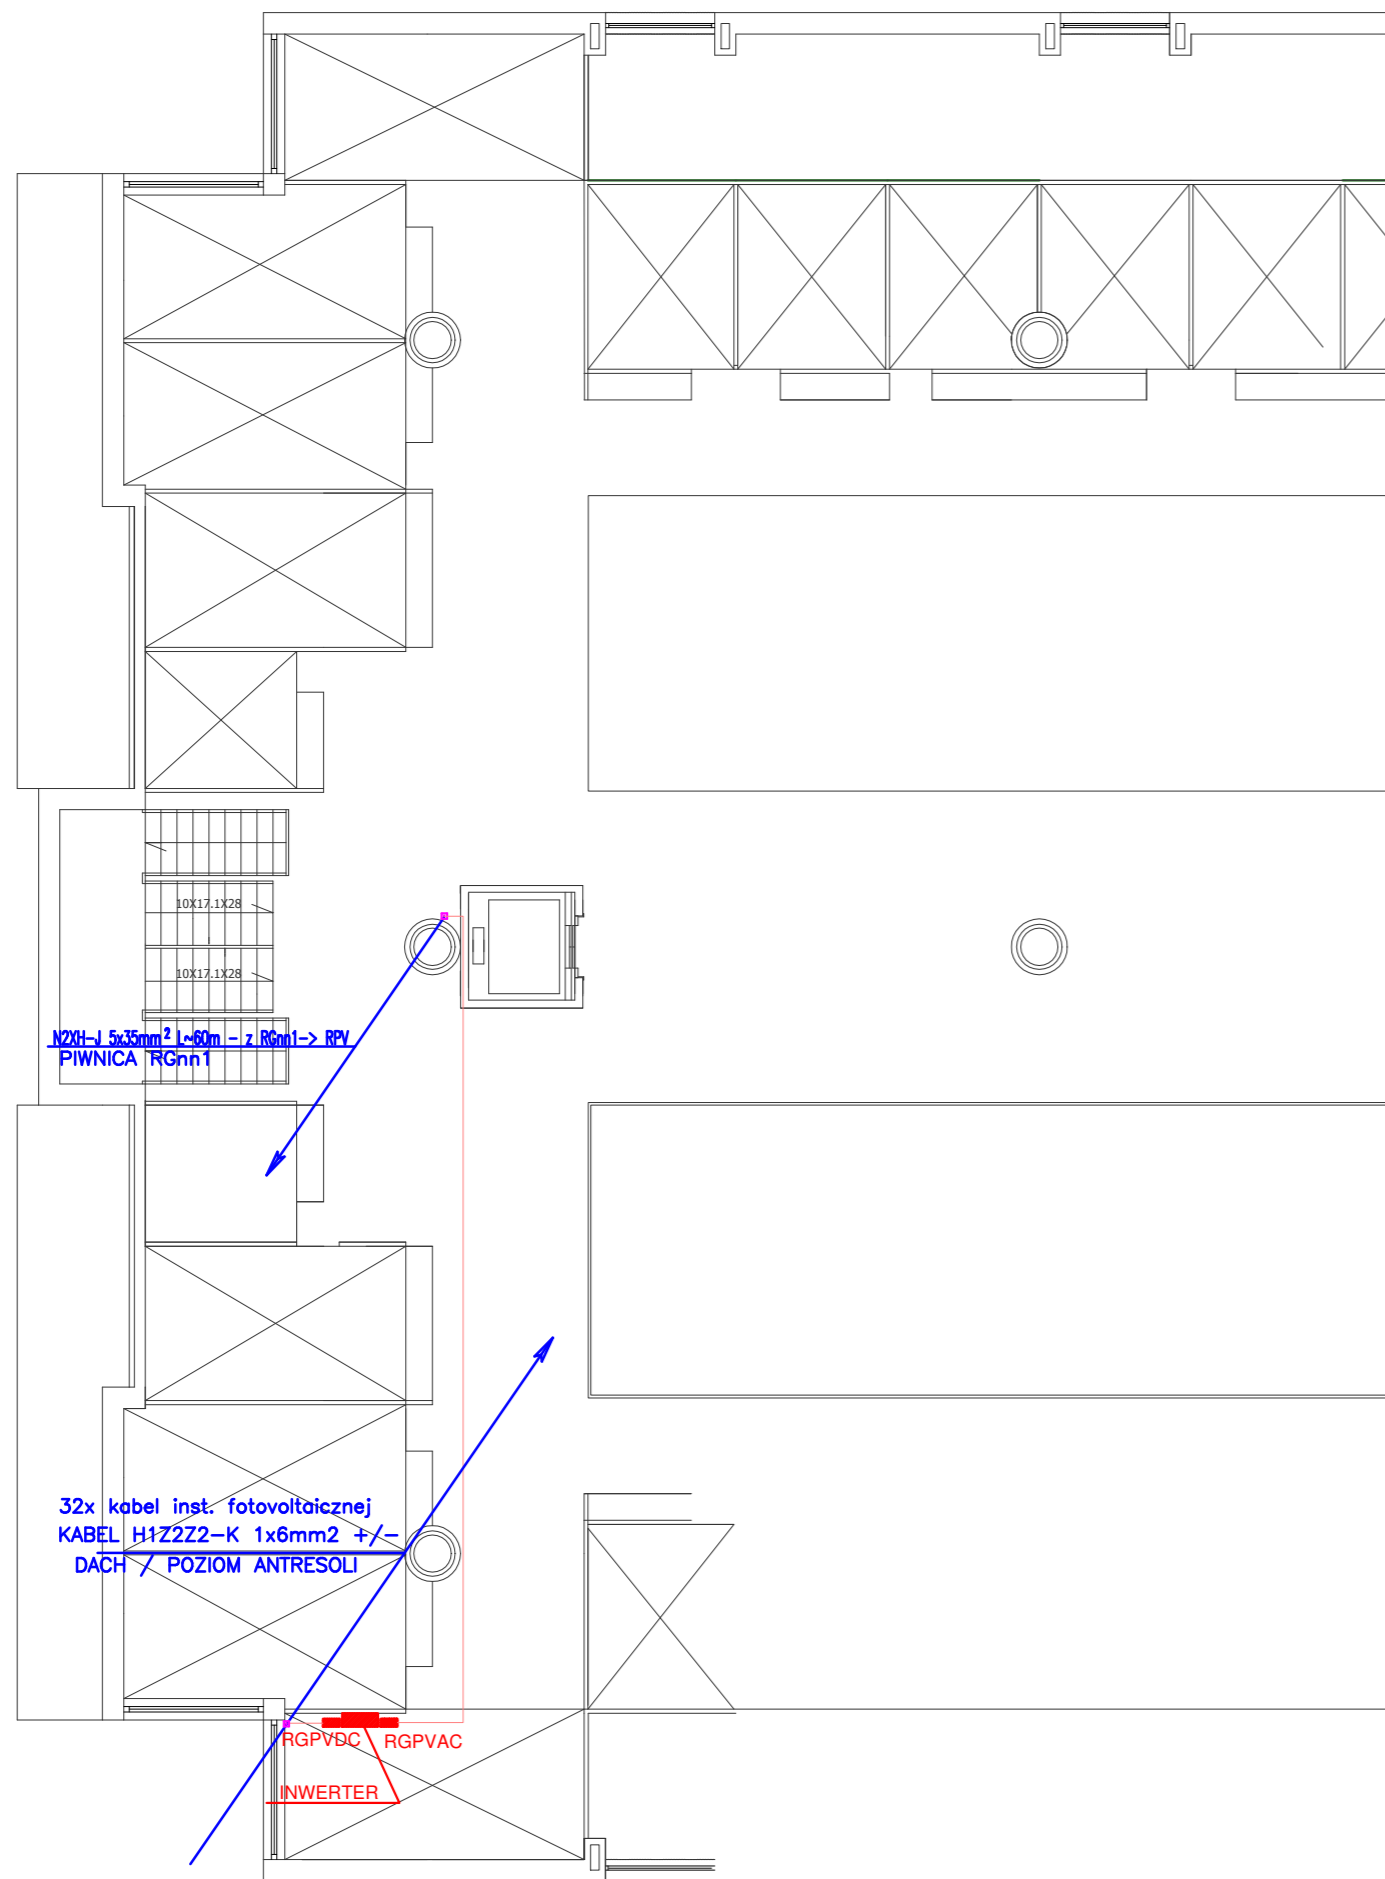 10X17.1X28
10X17.1X28
N2XH-J 5x35mm² L~60m - z RGnn1-> RPV
PIWNICA RGnn1
32x kabel inst. fotovoltaicznej
KABEL H1Z2Z2-K 1x6mm2 +/-
DACH / POZIOM ANTRESOLI
RGPVDC
RGPVAC
INWERTER